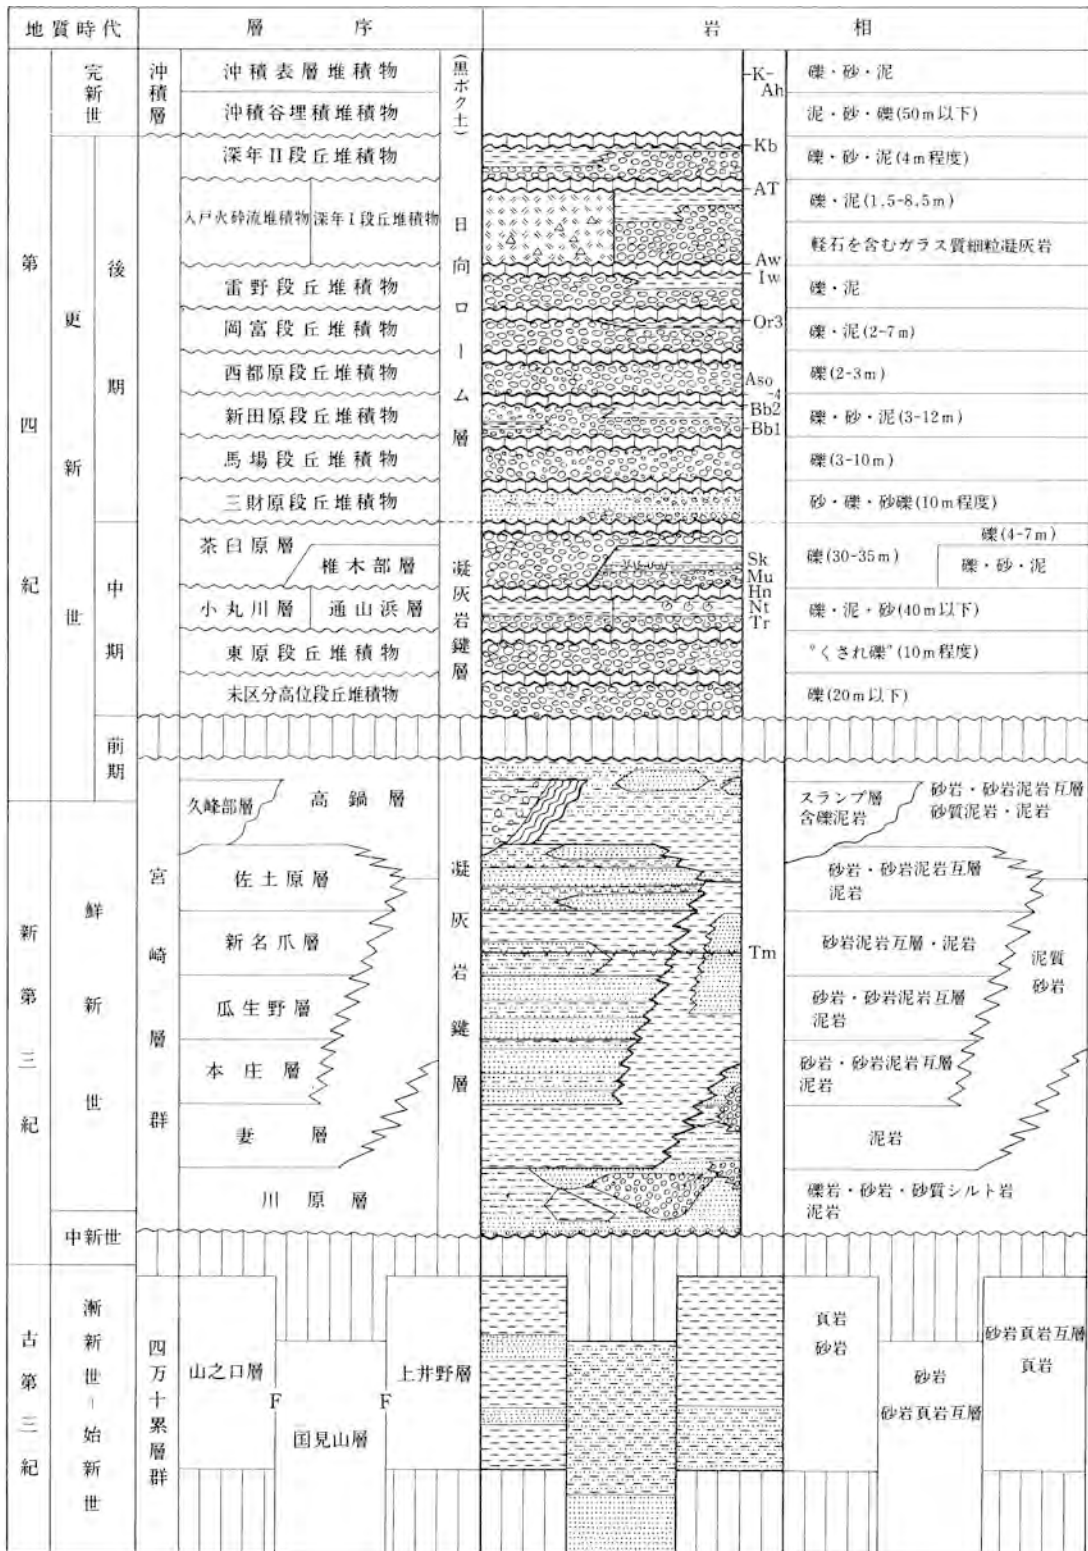 地質時代
層序
岩相
第四紀
完新世
沖積層
沖積表層堆積物
(黒ボク土)
K-Ah
礫・砂・泥
沖積谷埋積堆積物
泥・砂・礫(50m以下)
更新世
後期
深年II段丘堆積物
日向ローム層
Kb
礫・砂・泥(4m程度)
入戸火砕流堆積物
深年I段丘堆積物
AT
礫・泥(1.5-8.5m)
軽石を含むガラス質細粒凝灰岩
Aw
Iw
雷野段丘堆積物
礫・泥
岡富段丘堆積物
Or3
礫・泥(2-7m)
西都原段丘堆積物
Aso-4
礫(2-3m)
新田原段丘堆積物
Bb2
Bb1
礫・砂・泥(3-12m)
馬場段丘堆積物
礫(3-10m)
三財原段丘堆積物
砂・礫・砂礫(10m程度)
中期
茶臼原層
椎木部層
凝灰岩鍵層
Sk
Mu
Hn
Nt
Tr
礫(30-35m)
礫(4-7m)
礫・砂・泥
小丸川層
通山浜層
礫・泥・砂(40m以下)
東原段丘堆積物
“くされ礫”(10m程度)
未区分高位段丘堆積物
礫(20m以下)
前期
新第三紀
鮮新世
宮崎層群
久峰部層
高鍋層
凝灰岩鍵層
Tm
スランプ層
含礫泥岩
砂岩・砂岩泥岩互層
砂質泥岩・泥岩
佐土原層
砂岩・砂岩泥岩互層
泥岩
新名爪層
砂岩泥岩互層・泥岩
泥質
砂岩
瓜生野層
砂岩・砂岩泥岩互層
泥岩
本庄層
砂岩・砂岩泥岩互層
泥岩
妻層
泥岩
川原層
礫岩・砂岩・砂質シルト岩
泥岩
中新世
古第三紀
漸新世-始新世
四万十累層群
山之口層
F
国見山層
F
上井野層
頁岩
砂岩
砂岩
砂岩頁岩互層
砂岩頁岩互層
頁岩